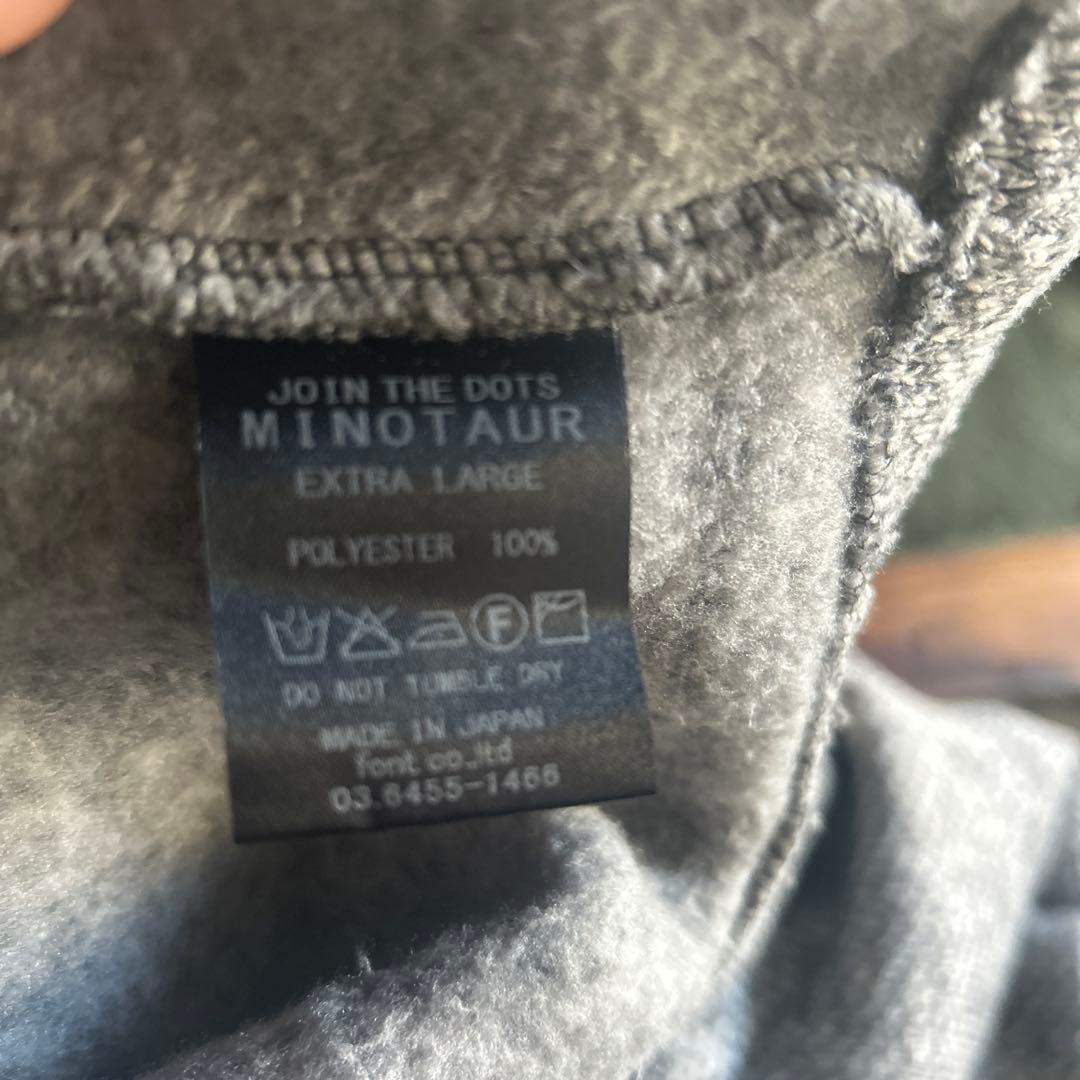 JOIN THE DOTS
MINOTAUR
EXTRA LARGE
POLYESTER 100%
F
DO NOT TUMBLE DRY
MADE IN JAPAN
font co.,ltd
03.6455-1466